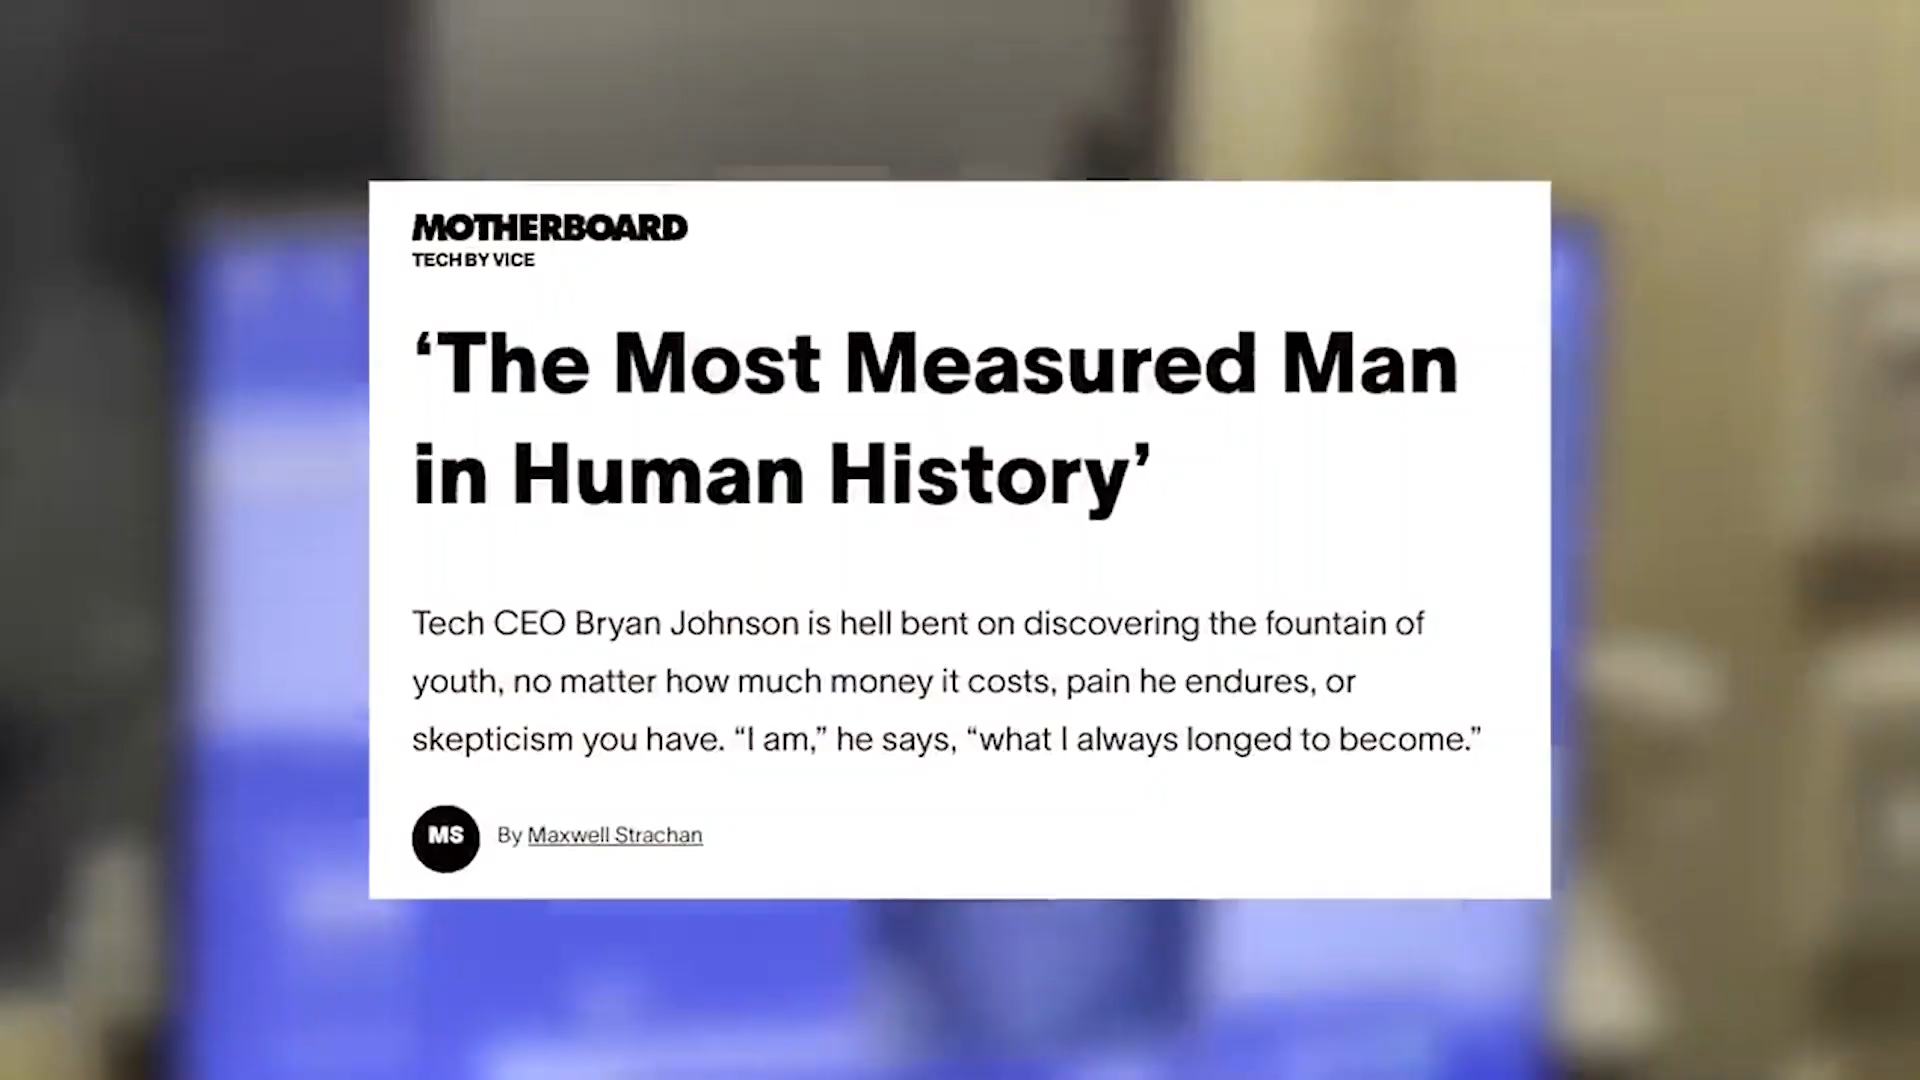 MOTHERBOARD
TECH BY VICE
‘The Most Measured Man
in Human History’
Tech CEO Bryan Johnson is hell bent on discovering the fountain of
youth, no matter how much money it costs, pain he endures, or
skepticism you have. “I am,” he says, “what I always longed to become.”
MS
By Maxwell Strachan